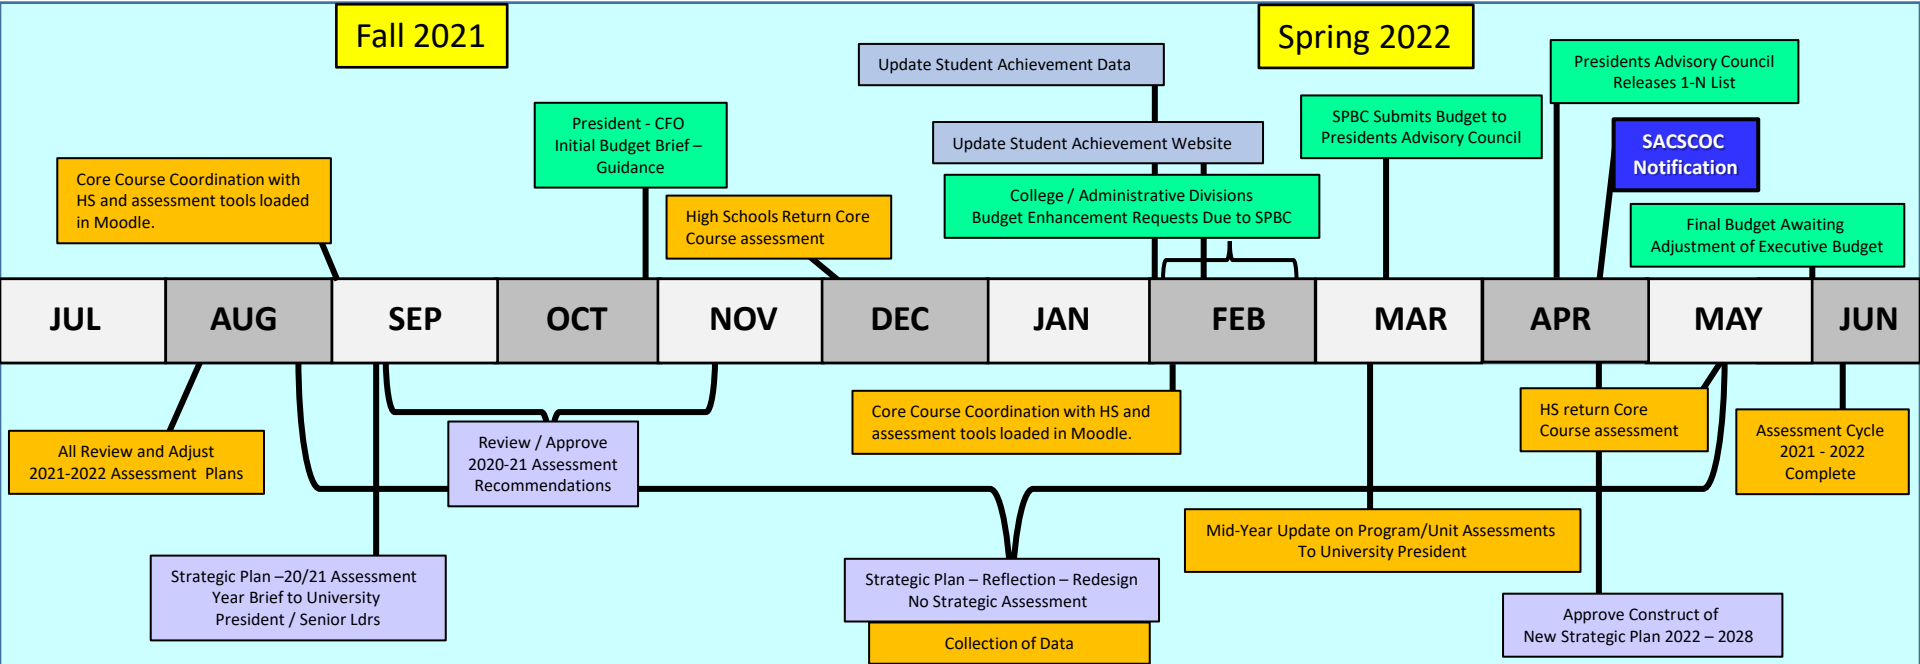 Fall 2021
Spring 2022
Update Student Achievement Data
Presidents Advisory Council
Releases 1-N List
President - CFO
Initial Budget Brief –
Guidance
SPBC Submits Budget to
Presidents Advisory Council
Update Student Achievement Website
SACSCOC
Notification
Core Course Coordination with
HS and assessment tools loaded
in Moodle.
High Schools Return Core
Course assessment
College / Administrative Divisions
Budget Enhancement Requests Due to SPBC
Final Budget Awaiting
Adjustment of Executive Budget
JUL
AUG
SEP
OCT
NOV
DEC
JAN
FEB
MAR
APR
MAY
JUN
All Review and Adjust
2021-2022 Assessment Plans
Review / Approve
2020-21 Assessment
Recommendations
Core Course Coordination with HS and
assessment tools loaded in Moodle.
HS return Core
Course assessment
Assessment Cycle
2021 - 2022
Complete
Mid-Year Update on Program/Unit Assessments
To University President
Strategic Plan –20/21 Assessment
Year Brief to University
President / Senior Ldrs
Strategic Plan – Reflection – Redesign
No Strategic Assessment
Collection of Data
Approve Construct of
New Strategic Plan 2022 – 2028